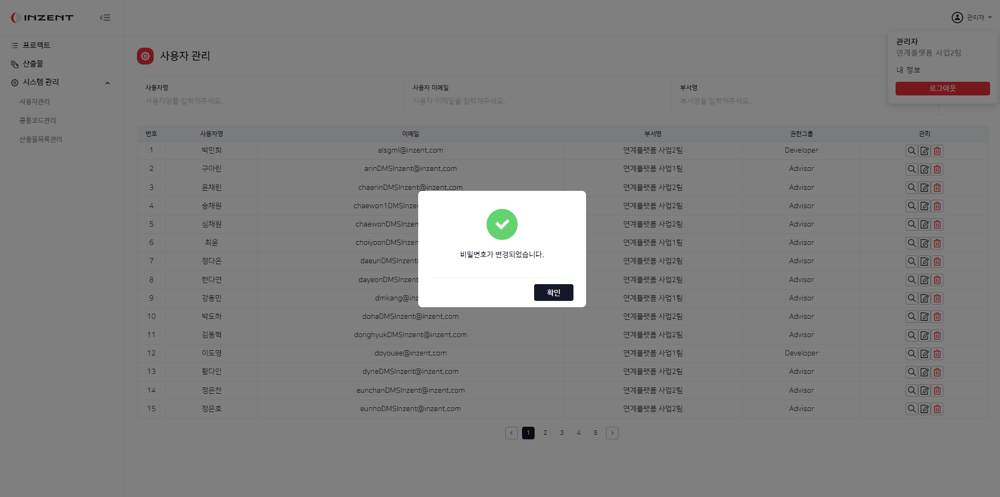 INZENT
관리자
프로젝트
산출물
시스템 관리
사용자관리
공통코드관리
산출물목록관리
사용자 관리
관리자
연계플랫폼 사업2팀
내 정보
로그아웃
사용자명
사용자명를 입력해주세요.
사용자 이메일
사용자 이메일을 입력해주세요.
부서명
부서명을 입력해주세요.
번호 사용자명 이메일 부서명 권한그룹 관리
1 박민희 alsgml@inzent.com 연계플랫폼 사업2팀 Developer
2 구아린 arinDMSInzent@inzent.com 연계플랫폼 사업1팀 Advisor
3 윤채린 chaerinDMSInzent@inzent.com 연계플랫폼 사업2팀 Advisor
4 송채원 chaewon1DMSInze 연계플랫폼 사업2팀 Advisor
5 심채원 chaewonDMSInzen 연계플랫폼 사업2팀 Advisor
6 최윤 choiyoonDMSInzen 연계플랫폼 사업1팀 Advisor
7 정다은 daeunDMSInzent 연계플랫폼 사업2팀 Advisor
8 한다연 dayeonDMSInzent 연계플랫폼 사업2팀 Advisor
9 강동민 dmkang@inz 연계플랫폼 사업1팀 Advisor
10 박도하 dohaDMSInzent@inzent.com 연계플랫폼 사업2팀 Advisor
11 김동혁 donghyukDMSInzent@inzent.com 연계플랫폼 사업2팀 Advisor
12 이도영 doyouee@inzent.com 연계플랫폼 사업1팀 Developer
13 황다인 dyneDMSInzent@inzent.com 연계플랫폼 사업2팀 Advisor
14 정은찬 eunchanDMSInzent@inzent.com 연계플랫폼 사업2팀 Advisor
15 정은호 eunhoDMSInzent@inzent.com 연계플랫폼 사업2팀 Advisor
비밀번호가 변경되었습니다.
확인
1 2 3 4 5